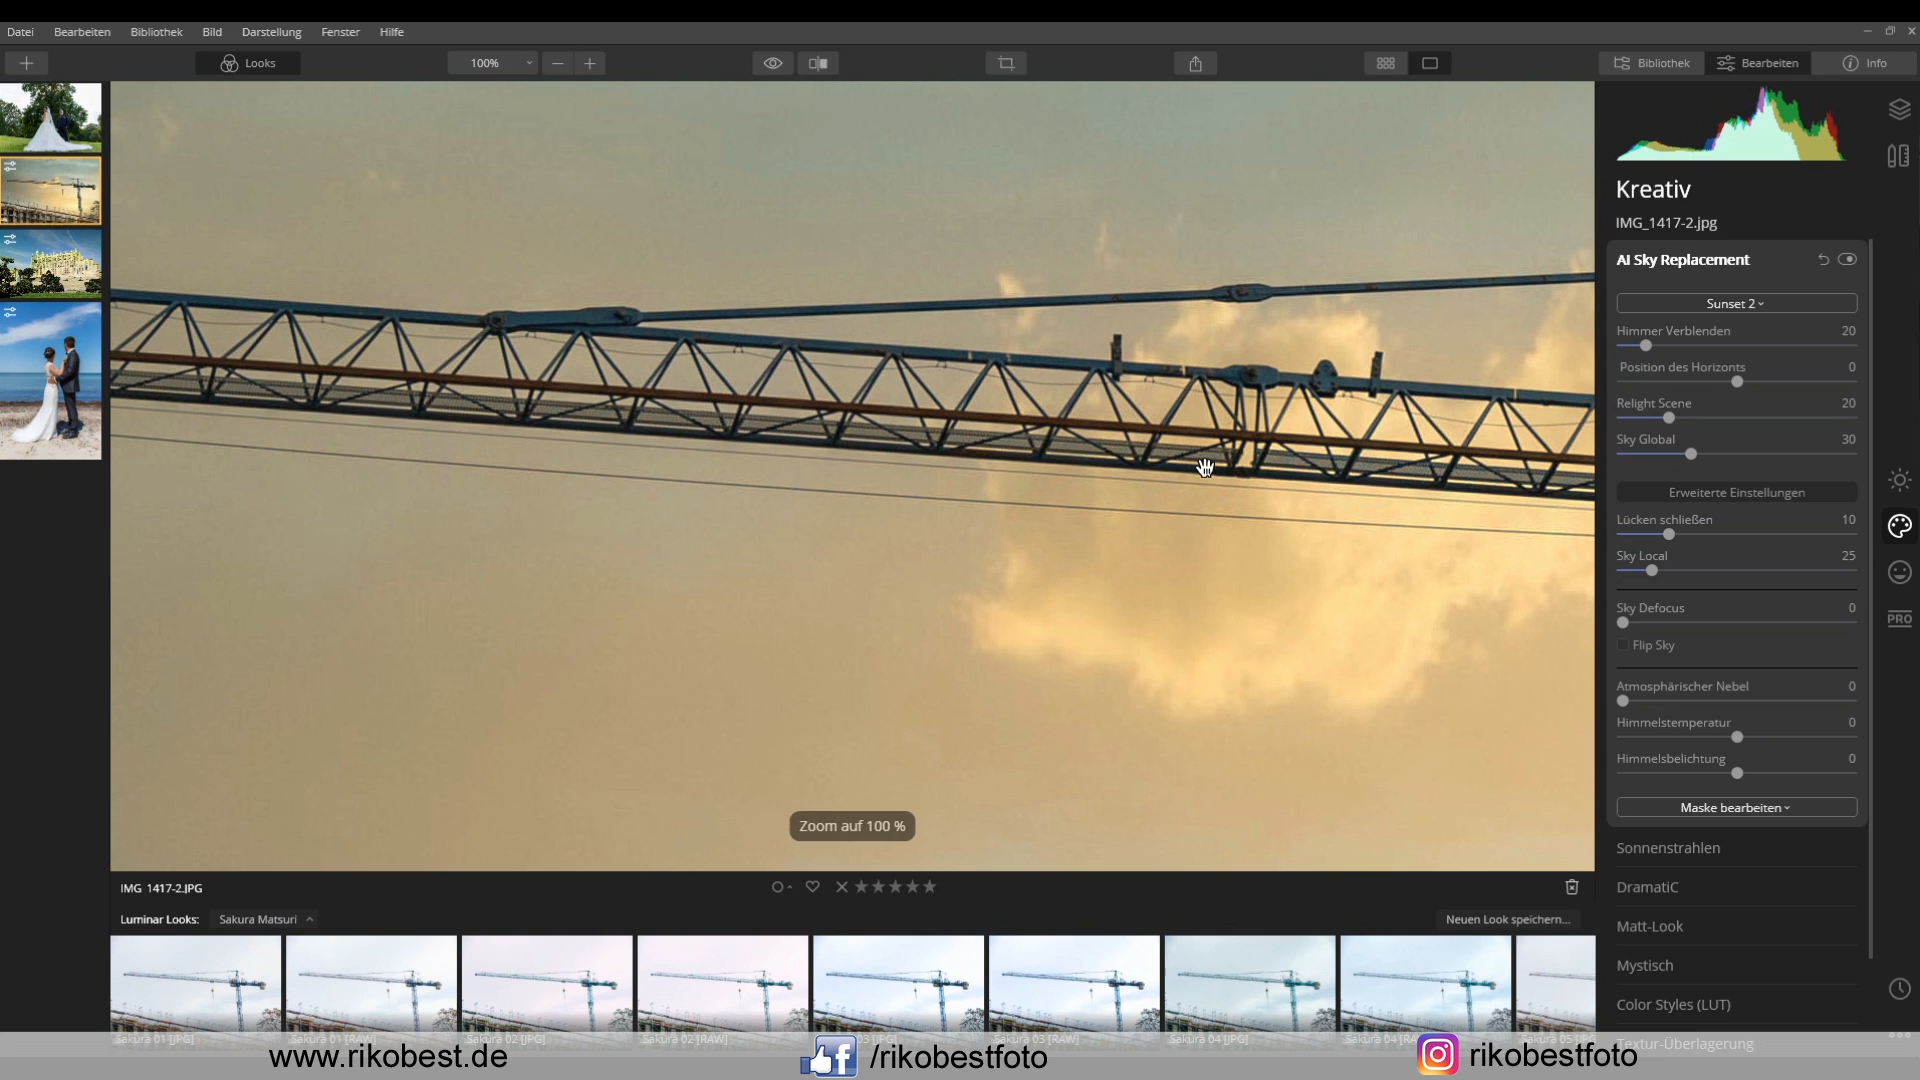 Datei Bearbeiten Bibliothek Bild Darstellung Fenster Hilfe
Looks 100% Bibliothek Bearbeiten Info
Kreativ
IMG_1417-2.jpg
AI Sky Replacement
Sunset 2
Himmer Verblenden 20
Position des Horizonts 0
Relight Scene 20
Sky Global 30
Erweiterte Einstellungen
Lücken schließen 10
Sky Local 25
Sky Defocus 0
Flip Sky
Atmosphärischer Nebel 0
Himmelstemperatur 0
Himmelsbelichtung 0
Maske bearbeiten
Zoom auf 100 %
Sonnenstrahlen
DramatiC
Matt-Look
Mystisch
Color Styles (LUT)
Textur-Überlagerung
PRO
IMG 1417-2.JPG
Luminar Looks: Sakura Matsuri Neuen Look speichern...
Sakura 01 [JPG] Sakura 01 [RAW] Sakura 02 [JPG] Sakura 02 [RAW] 03 [JPG] Sakura 03 [RAW] Sakura 04 [JPG] Sakura 04
www.rikobest.de /rikobestfoto rikobestfoto